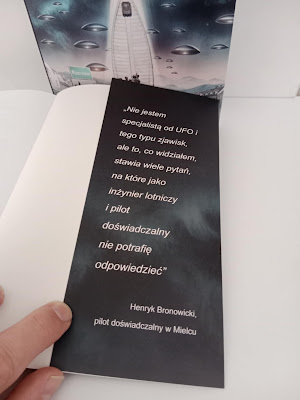 „Nie jestem
specjalistą od UFO i
tego typu zjawisk,
ale to, co widziałem,
stawia wiele pytań,
na które jako
inżynier lotniczy
i pilot
doświadczalny
nie potrafię
odpowiedzieć”
Henryk Bronowicki,
pilot doświadczalny w Mielcu